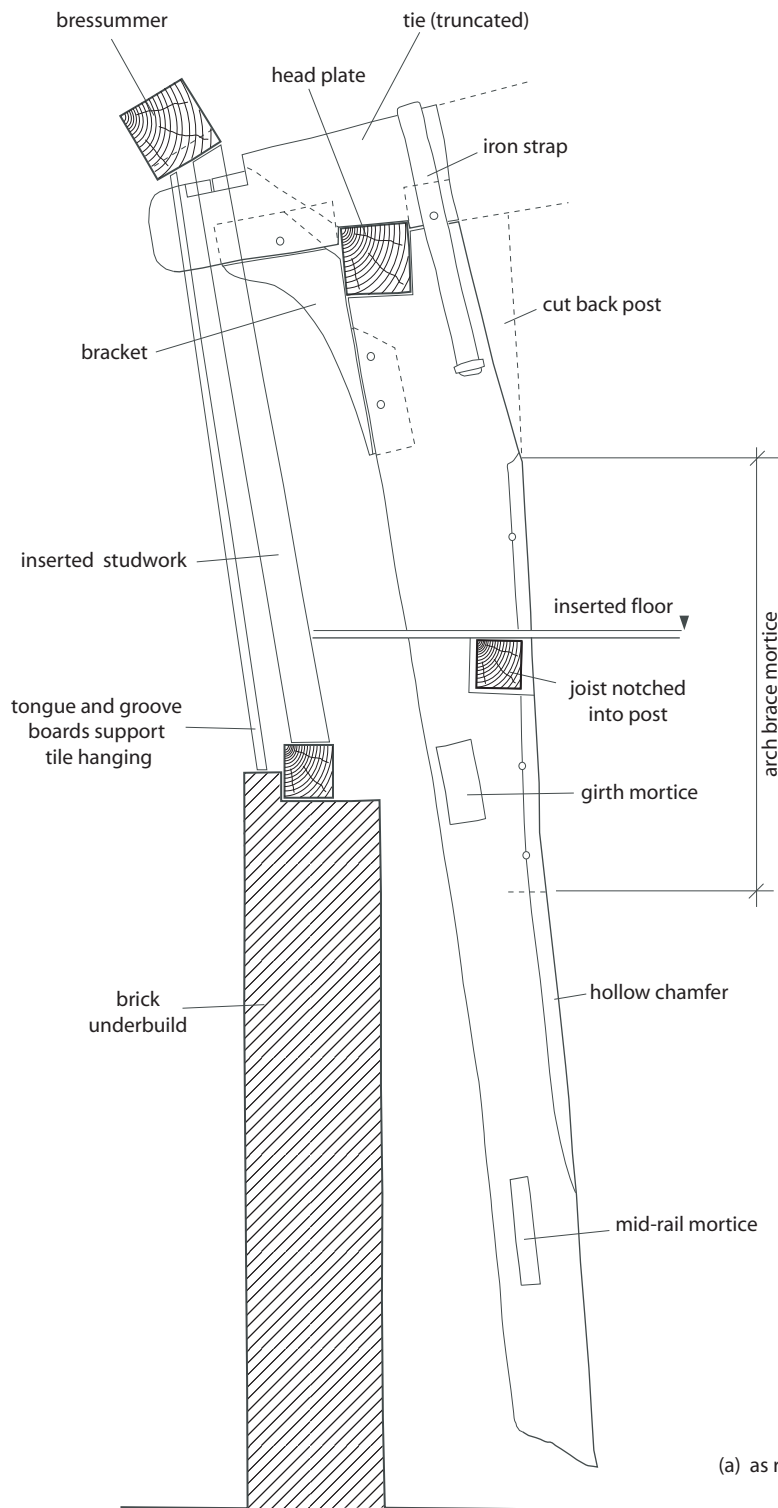 bressummer
tie (truncated)
head plate
iron strap
cut back post
bracket
inserted studwork
inserted floor
arch brace mortice
joist notched
into post
tongue and groove
boards support
tile hanging
girth mortice
brick
underbuild
hollow chamfer
mid-rail mortice
(a) as